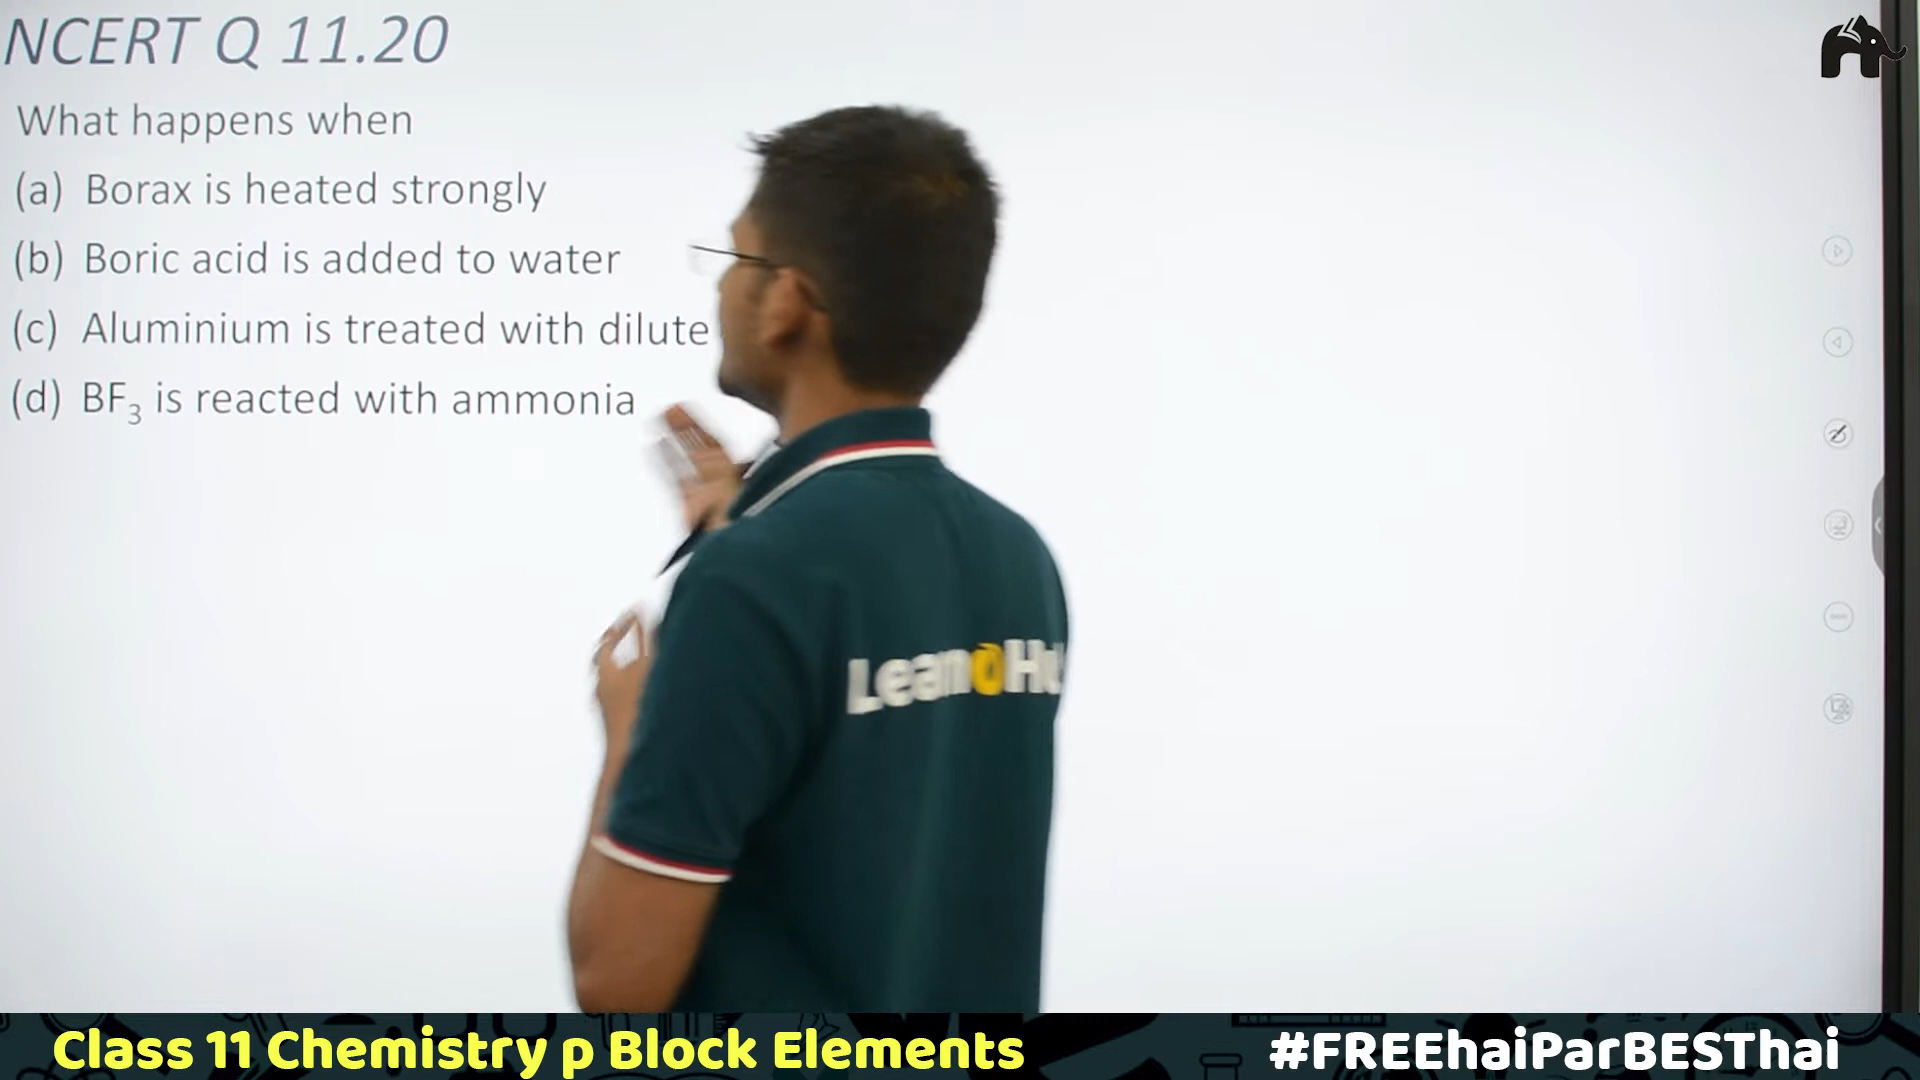 NCERT Q 11.20
What happens when
(a) Borax is heated strongly
(b) Boric acid is added to water
(c) Aluminium is treated with dilute
(d) BF₃ is reacted with ammonia
LearnoHu
Class 11 Chemistry p Block Elements
#FREEhaiParBESThai